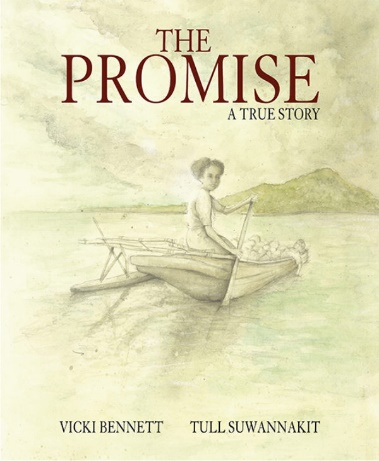 THE
PROMISE
A TRUE STORY
VICKI BENNETT TULL SUWANNAKIT